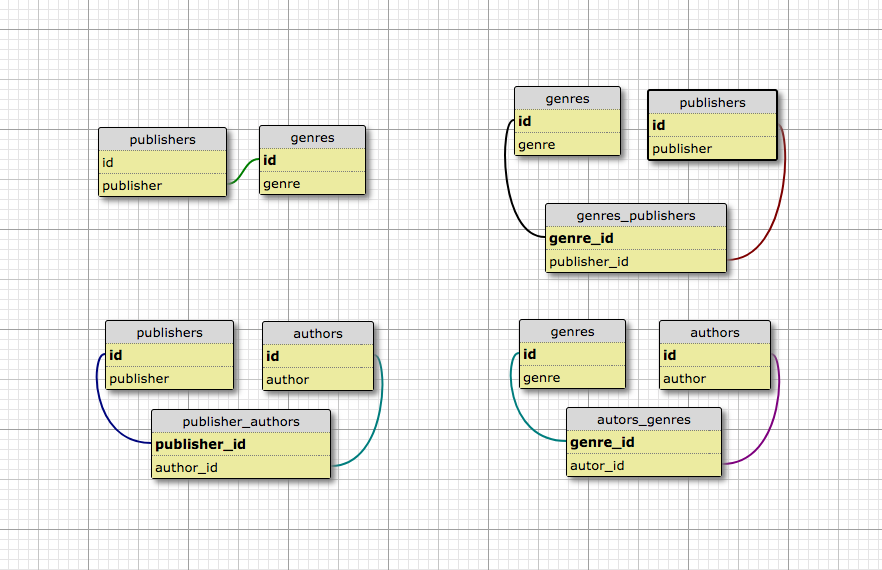 publishers
id
publisher
genres
id
genre
genres
id
genre
publishers
id
publisher
genres_publishers
genre_id
publisher_id
publishers
id
publisher
authors
id
author
publisher_authors
publisher_id
author_id
genres
id
genre
authors
id
author
autors_genres
genre_id
autor_id